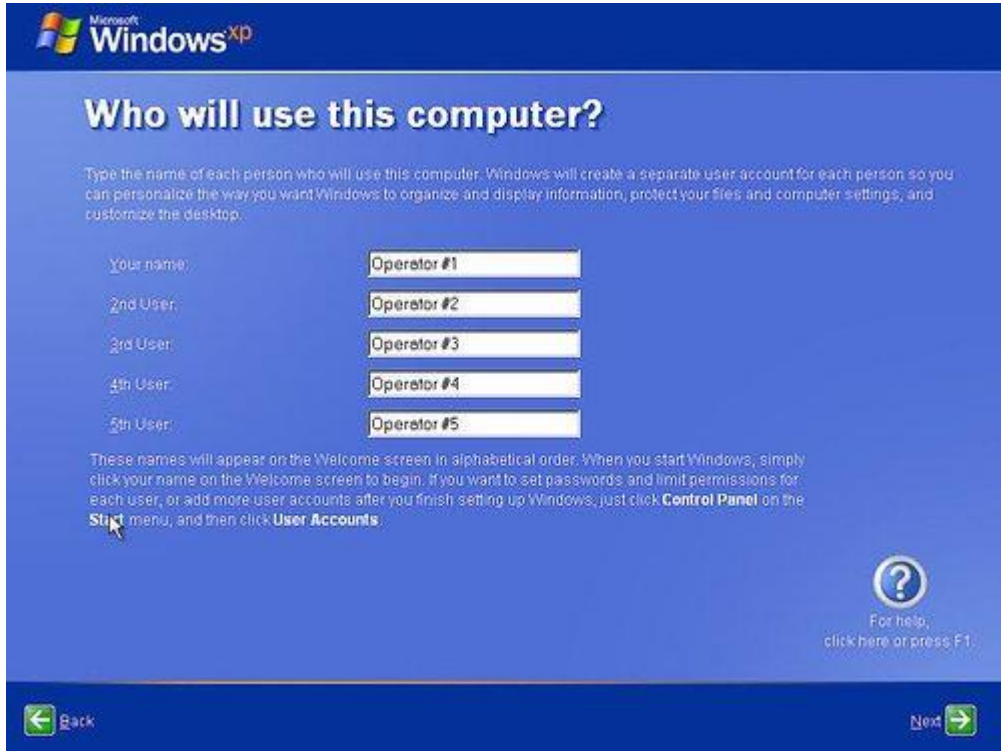 Microsoft
Windows xp
Who will use this computer?
Type the name of each person who will use this computer. Windows will create a separate user account for each person so you
can personalize the way you want Windows to organize and display information, protect your files and computer settings, and
customize the desktop.
Your name: Operator #1
2nd User: Operator #2
3rd User: Operator #3
4th User: Operator #4
5th User: Operator #5
These names will appear on the Welcome screen in alphabetical order. When you start Windows, simply
click your name on the Welcome screen to begin. If you want to set passwords and limit permissions for
each user, or add more user accounts after you finish setting up Windows, just click Control Panel on the
Start menu, and then click User Accounts.
For help,
click here or press F1.
Back
Next